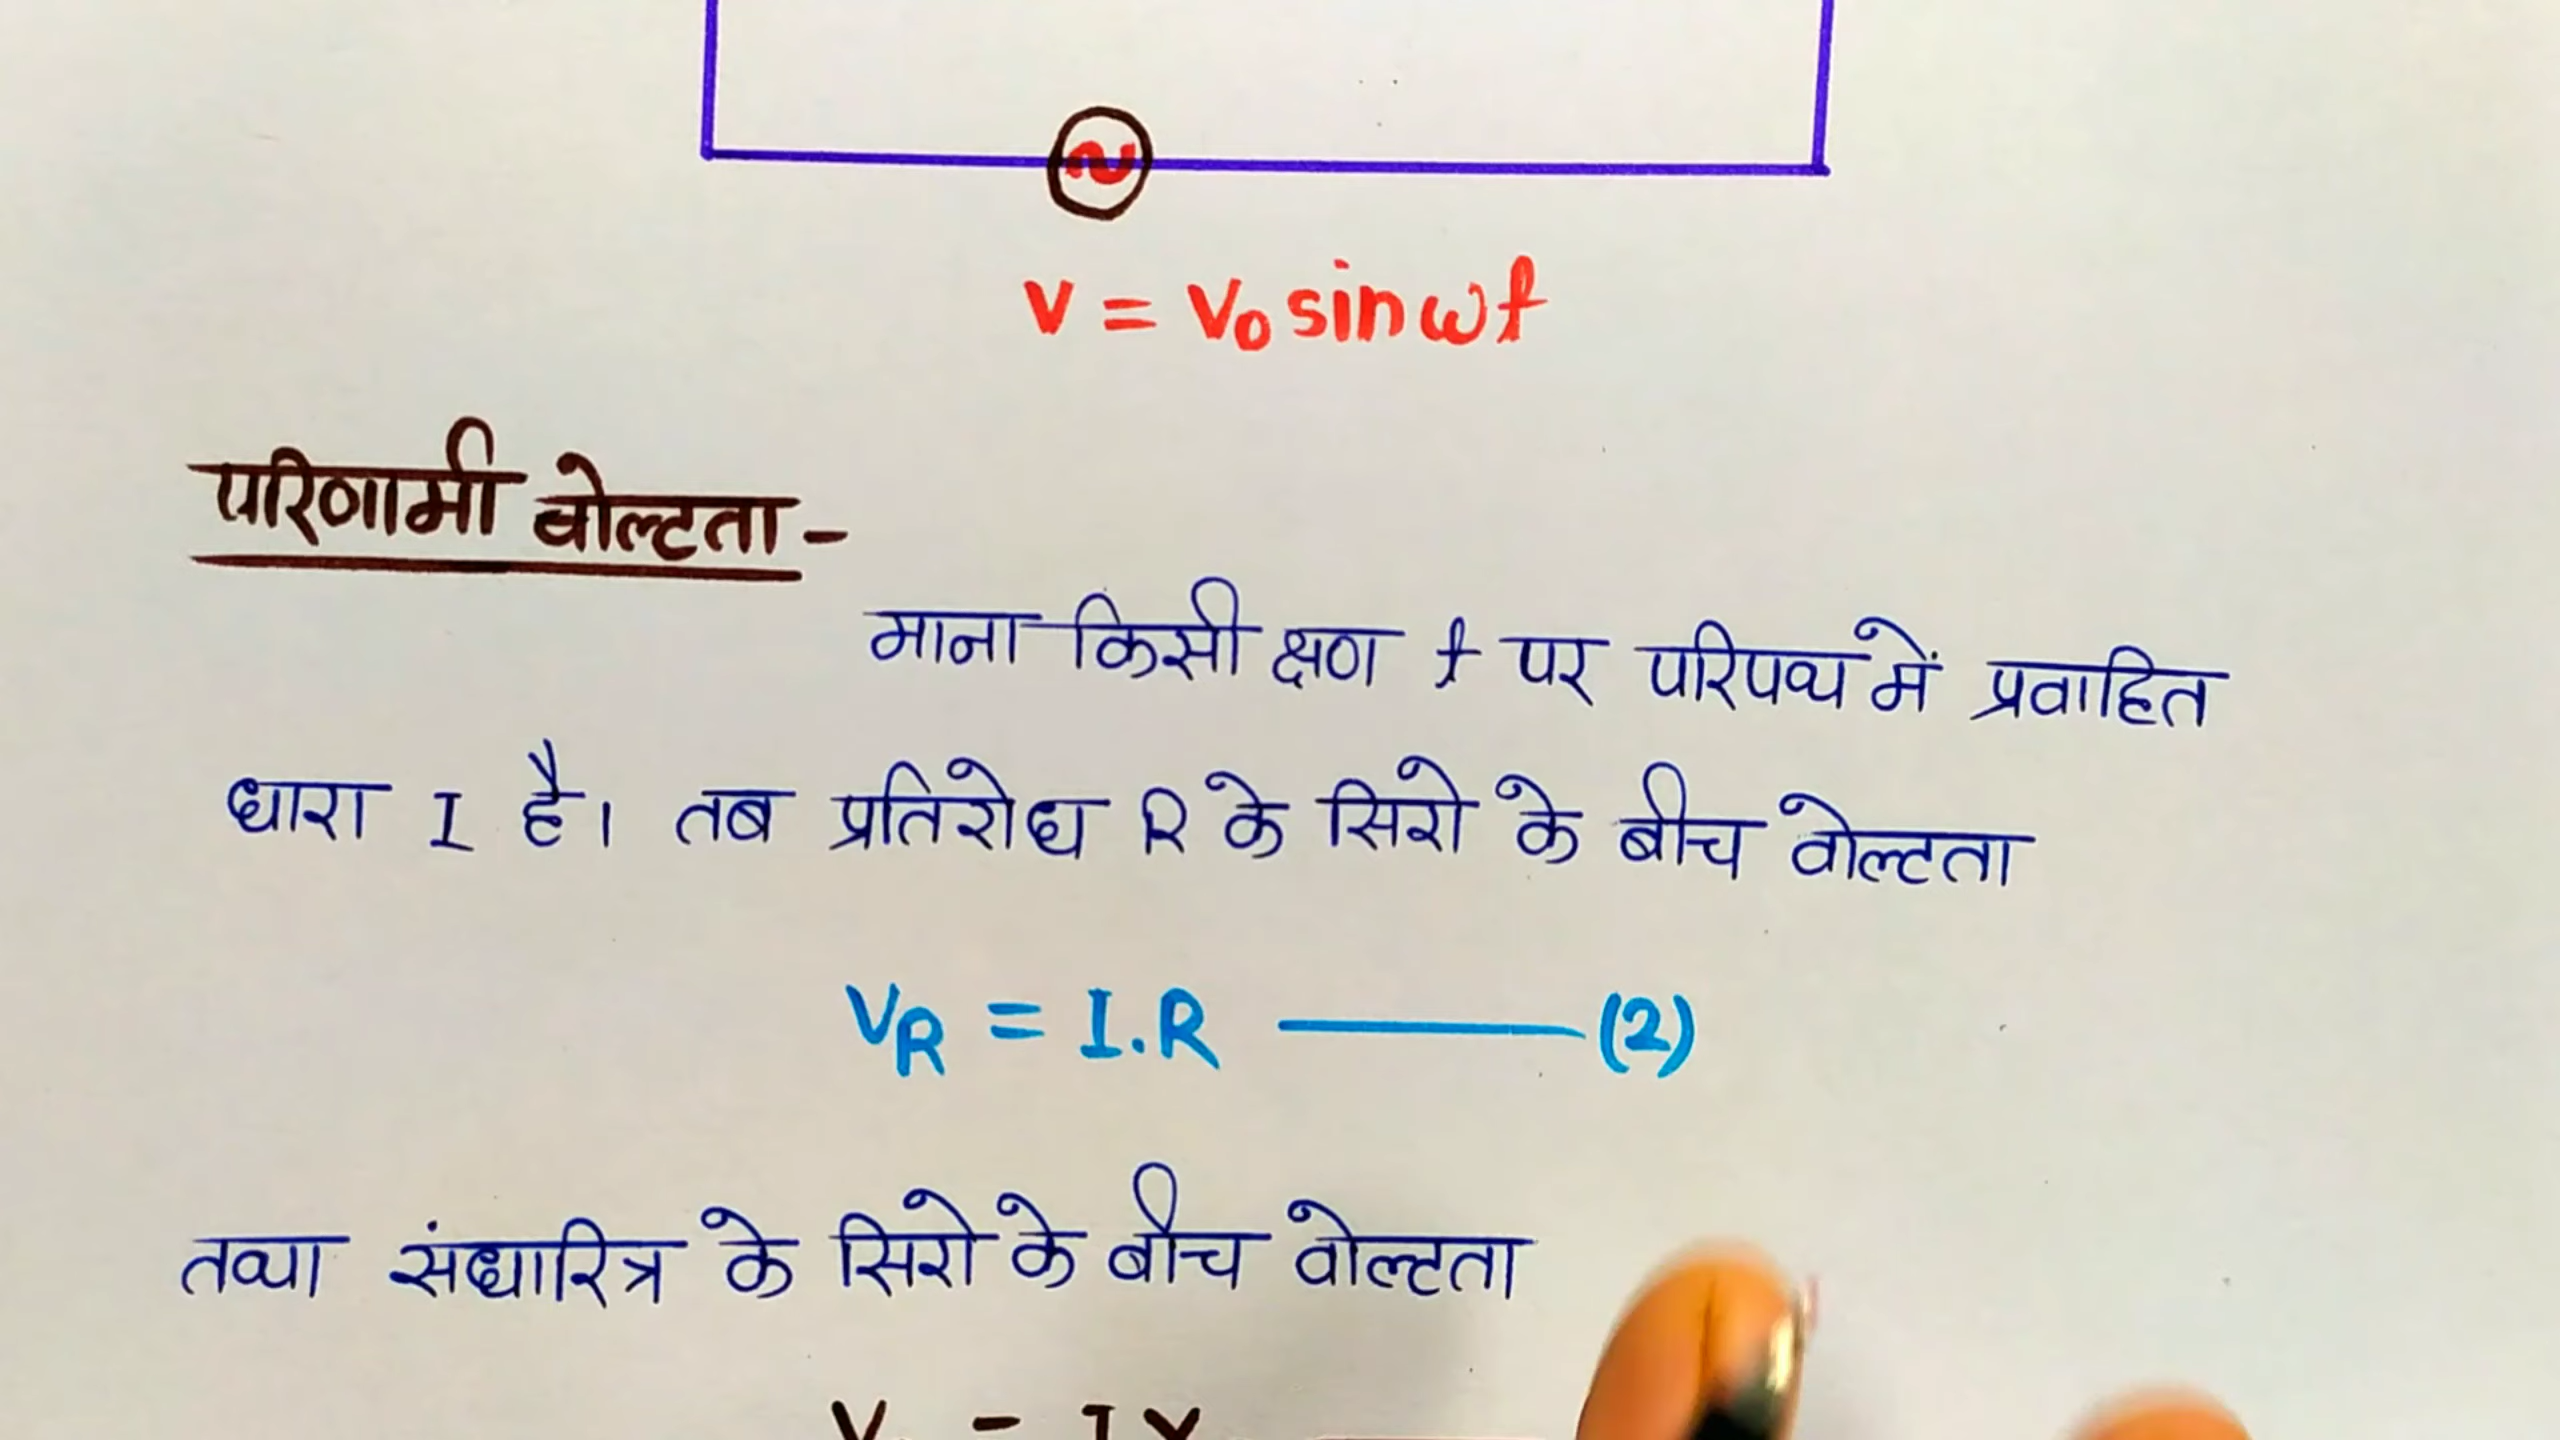 ~
V = V₀ sin ωt
परिणामी वोल्टता -
माना किसी क्षण t पर परिपथ में प्रवाहित
धारा I है। तब प्रतिरोध R के सिरो के बीच वोल्टता
V_R = I.R ——— (2)
तथा संधारित्र के सिरो के बीच वोल्टता